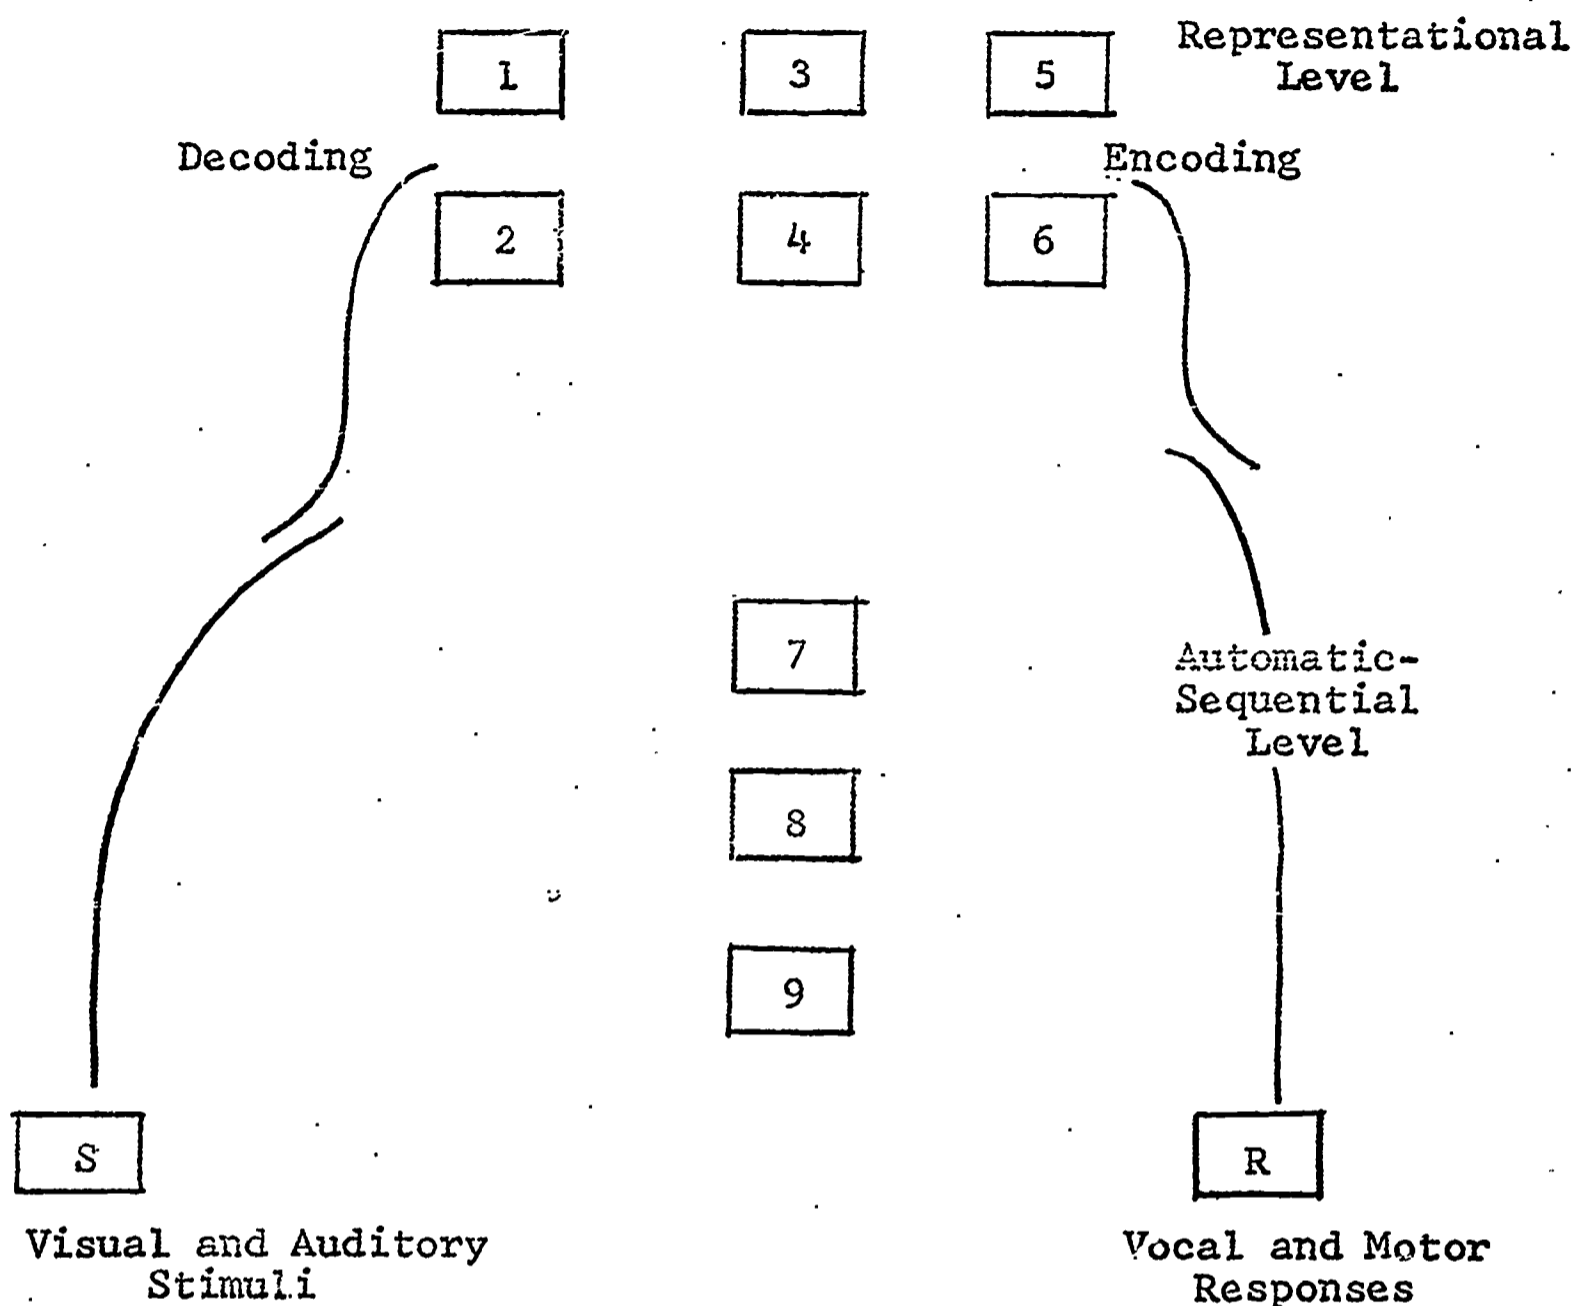 1 3 5 Representational
Level
Decoding Encoding
2 4 6
7
Automatic-
Sequential
Level
8
9
S R
Visual and Auditory Vocal and Motor
Stimuli Responses